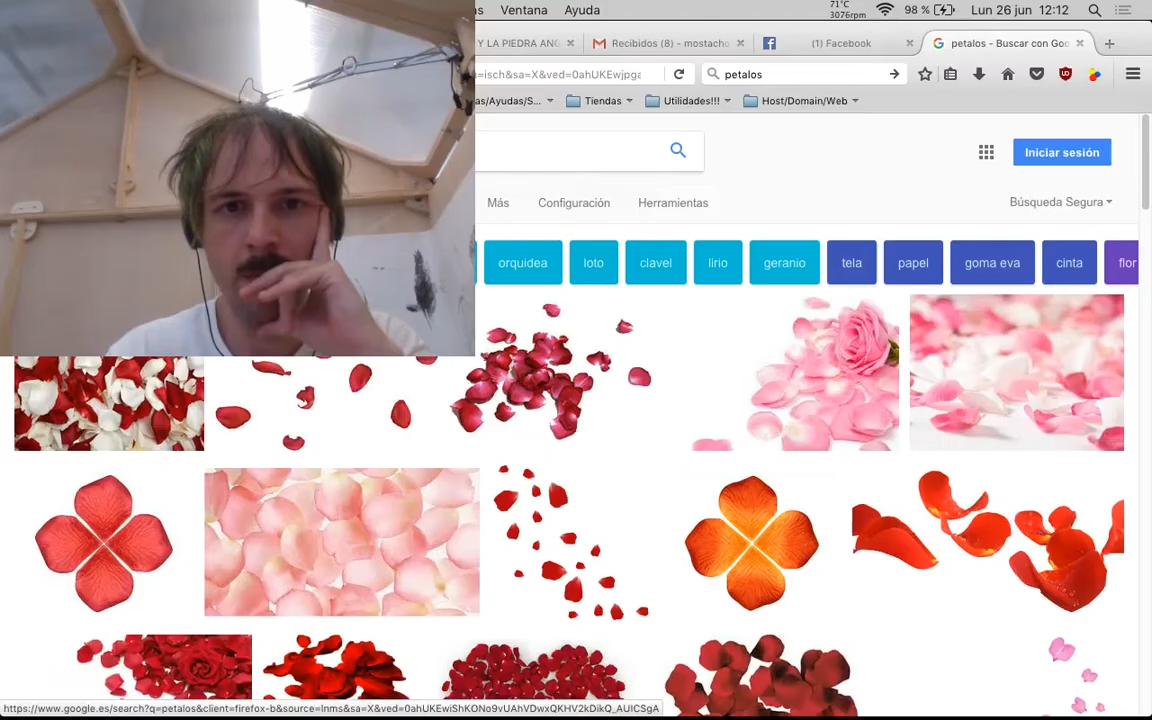 s Ventana Ayuda 71°C 3076rpm 98 % Lun 26 jun 12:12
Y LA PIEDRA ANG Recibidos (8) - mostacho (1) Facebook petalos - Buscar con Goo
=isch&sa=X&ved=0ahUKEwjpga petalos
as/Ayudas/S... Tiendas Utilidades!!! Host/Domain/Web
Iniciar sesión
Más Configuración Herramientas Búsqueda Segura
orquidea loto clavel lirio geranio tela papel goma eva cinta flor
https://www.google.es/search?q=petalos&client=firefox-b&source=lnms&sa=X&ved=0ahUKEwiShKONo9vUAhVDwxQKHV2kDikQ_AUICSgA